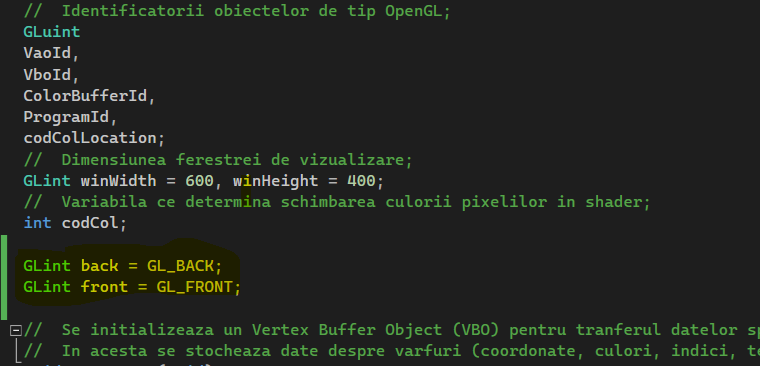 // Identificatorii obiectelor de tip OpenGL;
GLuint
VaoId,
VboId,
ColorBufferId,
ProgramId,
codColLocation;
// Dimensiunea ferestrei de vizualizare;
GLint winWidth = 600, winHeight = 400;
// Variabila ce determina schimbarea culorii pixelilor in shader;
int codCol;
GLint back = GL_BACK;
GLint front = GL_FRONT;
// Se initializeaza un Vertex Buffer Object (VBO) pentru tranferul datelor sp
// In acesta se stocheaza date despre varfuri (coordonate, culori, indici, te